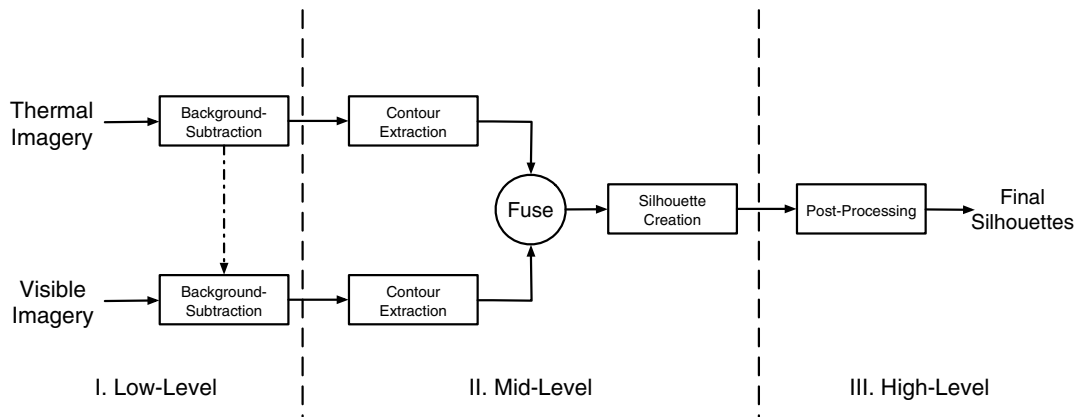 Thermal
Imagery
Background-
Subtraction
Contour
Extraction
Fuse
Silhouette
Creation
Post-Processing
Final
Silhouettes
Visible
Imagery
Background-
Subtraction
Contour
Extraction
I. Low-Level
II. Mid-Level
III. High-Level